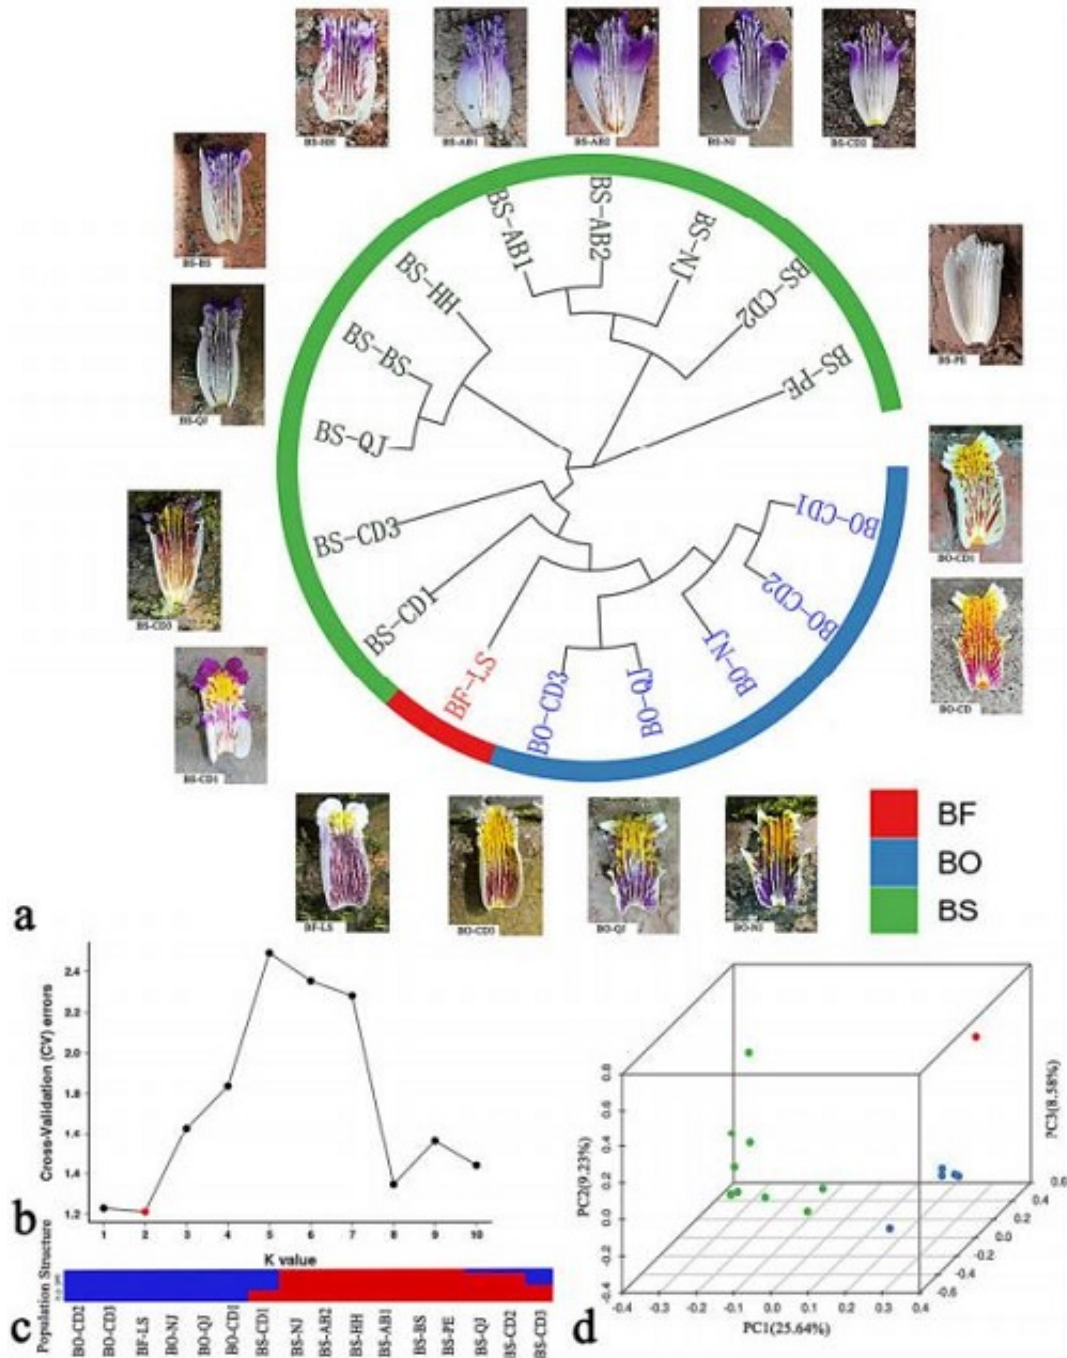 BS-HH
BS-AB1
BS-AB2
BS-NJ
BS-CD2
BS-BS
BS-QJ
BS-PE
BS-CD3
BS-CD1
BO-CD1
BO-CD
BS-AB1
BS-AB2
BS-NJ
BS-CD2
BS-PE
BS-HH
BS-BS
BS-QJ
BS-CD3
BS-CD1
BF-LS
BO-CD3
BO-QJ
BO-NJ
BO-CD2
BO-CD1
BF-LS
BO-CD3
BO-QJ
BO-NJ
BF
BO
BS
a
Cross-Validation (CV) errors
2.4
2.2
2.0
1.8
1.6
1.4
1.2
1 2 3 4 5 6 7 8 9 10
K value
b
Population Structure
BO-CD2 BO-CD3 BF-LS BO-NJ BO-QJ BO-CD1 BS-CD1 BS-NJ BS-AB2 BS-HH BS-AB1 BS-BS BS-PE BS-QJ BS-CD2 BS-CD3
c
PC2(9.23%)
0.8
0.6
0.4
0.2
0.0
-0.2
-0.4
-0.4 -0.3 -0.2 -0.1 0.0 0.1 0.2 0.3 0.4
PC1(25.64%)
PC3(8.58%)
0.6
0.4
0.2
0.0
-0.2
-0.4
-0.6
d